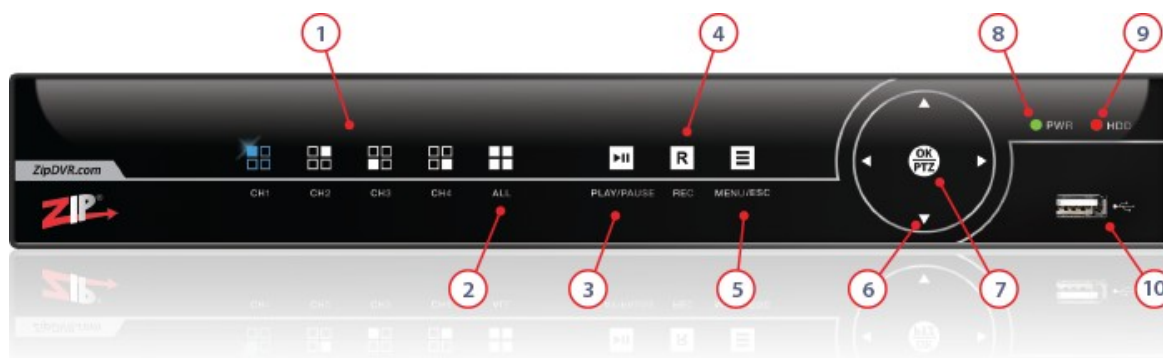 1
4
8
9
PWR
HDD
OK
PTZ
ZipDVR.com
ZIP®
CH1
CH2
CH3
CH4
ALL
PLAY/PAUSE
R
REC
MENU/ESC
2
3
5
6
7
10